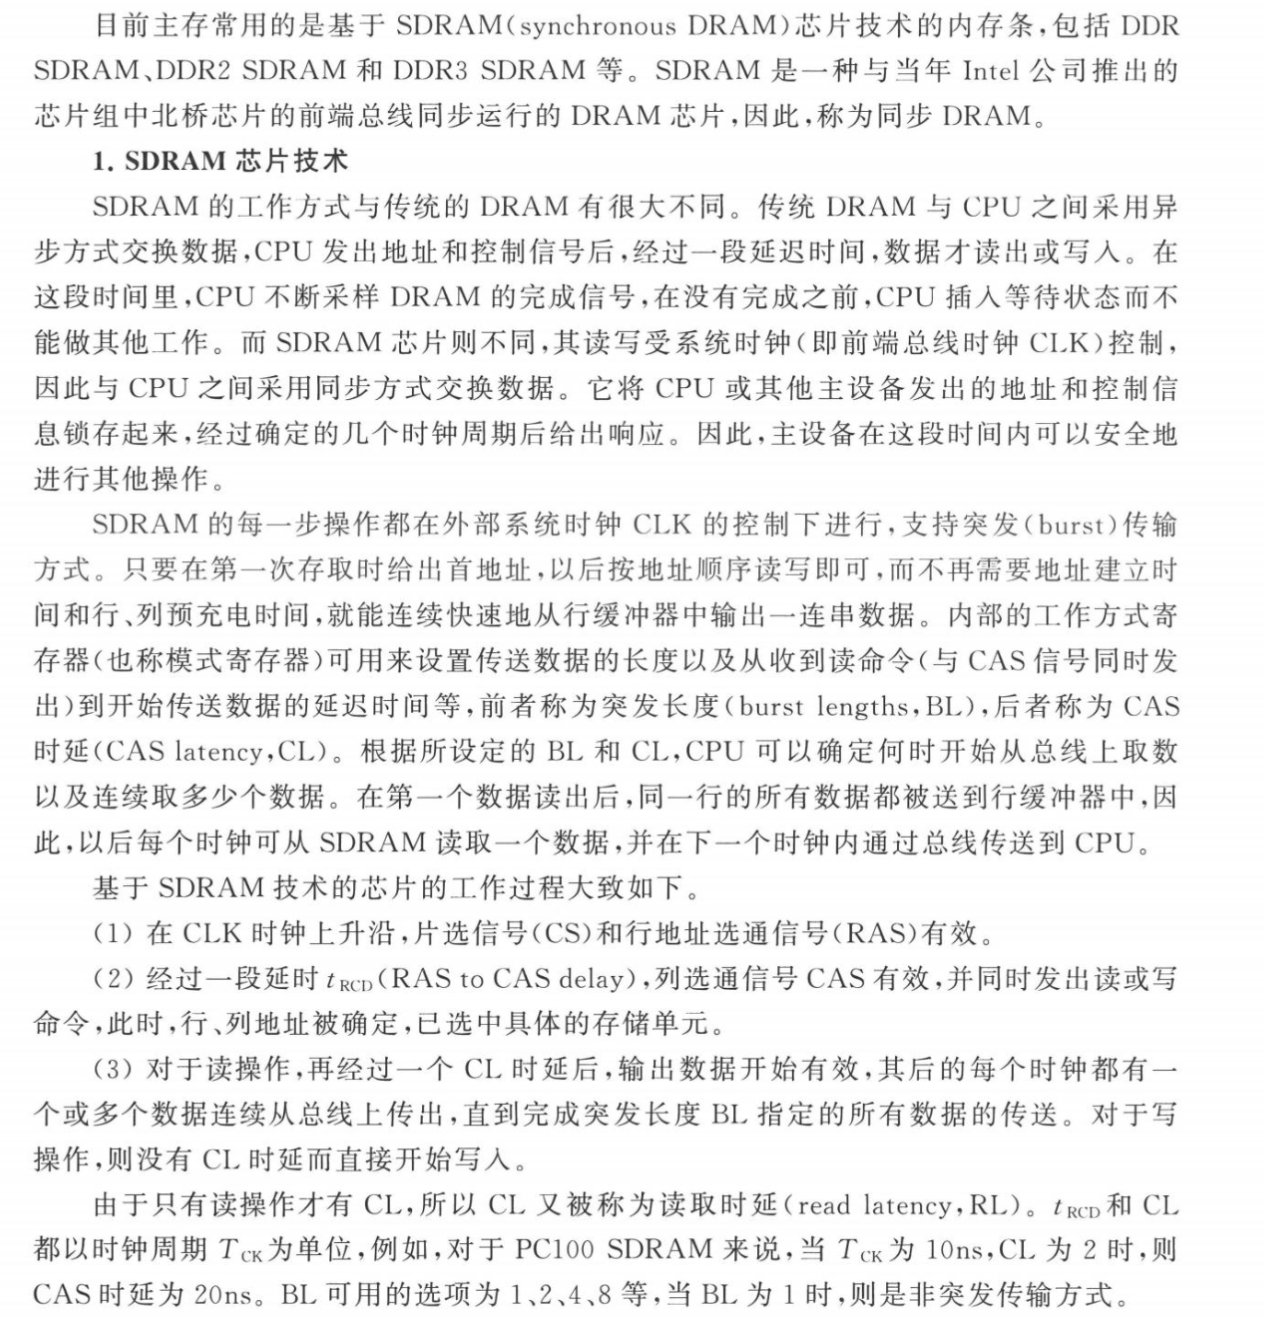 目前主存常用的是基于 SDRAM(synchronous DRAM)芯片技术的内存条,包括 DDR
SDRAM、DDR2 SDRAM 和 DDR3 SDRAM 等。SDRAM 是一种与当年 Intel 公司推出的
芯片组中北桥芯片的前端总线同步运行的 DRAM 芯片,因此,称为同步 DRAM。
1. SDRAM 芯片技术
SDRAM 的工作方式与传统的 DRAM 有很大不同。传统 DRAM 与 CPU 之间采用异
步方式交换数据,CPU 发出地址和控制信号后,经过一段延迟时间,数据才读出或写入。在
这段时间里,CPU 不断采样 DRAM 的完成信号,在没有完成之前,CPU 插入等待状态而不
能做其他工作。而 SDRAM 芯片则不同,其读写受系统时钟(即前端总线时钟 CLK)控制,
因此与 CPU 之间采用同步方式交换数据。它将 CPU 或其他主设备发出的地址和控制信
息锁存起来,经过确定的几个时钟周期后给出响应。因此,主设备在这段时间内可以安全地
进行其他操作。
SDRAM 的每一步操作都在外部系统时钟 CLK 的控制下进行,支持突发(burst)传输
方式。只要在第一次存取时给出首地址,以后按地址顺序读写即可,而不再需要地址建立时
间和行、列预充电时间,就能连续快速地从行缓冲器中输出一连串数据。内部的工作方式寄
存器(也称模式寄存器)可用来设置传送数据的长度以及从收到读命令(与 CAS 信号同时发
出)到开始传送数据的延迟时间等,前者称为突发长度(burst lengths,BL),后者称为 CAS
时延(CAS latency,CL)。根据所设定的 BL 和 CL,CPU 可以确定何时开始从总线上取数
以及连续取多少个数据。在第一个数据读出后,同一行的所有数据都被送到行缓冲器中,因
此,以后每个时钟可从 SDRAM 读取一个数据,并在下一个时钟内通过总线传送到 CPU。
基于 SDRAM 技术的芯片的工作过程大致如下。
(1) 在 CLK 时钟上升沿,片选信号(CS)和行地址选通信号(RAS)有效。
(2) 经过一段延时 tRCD(RAS to CAS delay),列选通信号 CAS 有效,并同时发出读或写
命令,此时,行、列地址被确定,已选中具体的存储单元。
(3) 对于读操作,再经过一个 CL 时延后,输出数据开始有效,其后的每个时钟都有一
个或多个数据连续从总线上传出,直到完成突发长度 BL 指定的所有数据的传送。对于写
操作,则没有 CL 时延而直接开始写入。
由于只有读操作才有 CL,所以 CL 又被称为读取时延(read latency,RL)。tRCD和 CL
都以时钟周期 TCK为单位,例如,对于 PC100 SDRAM 来说,当 TCK为 10ns,CL 为 2 时,则
CAS 时延为 20ns。BL 可用的选项为 1、2、4、8 等,当 BL 为 1 时,则是非突发传输方式。